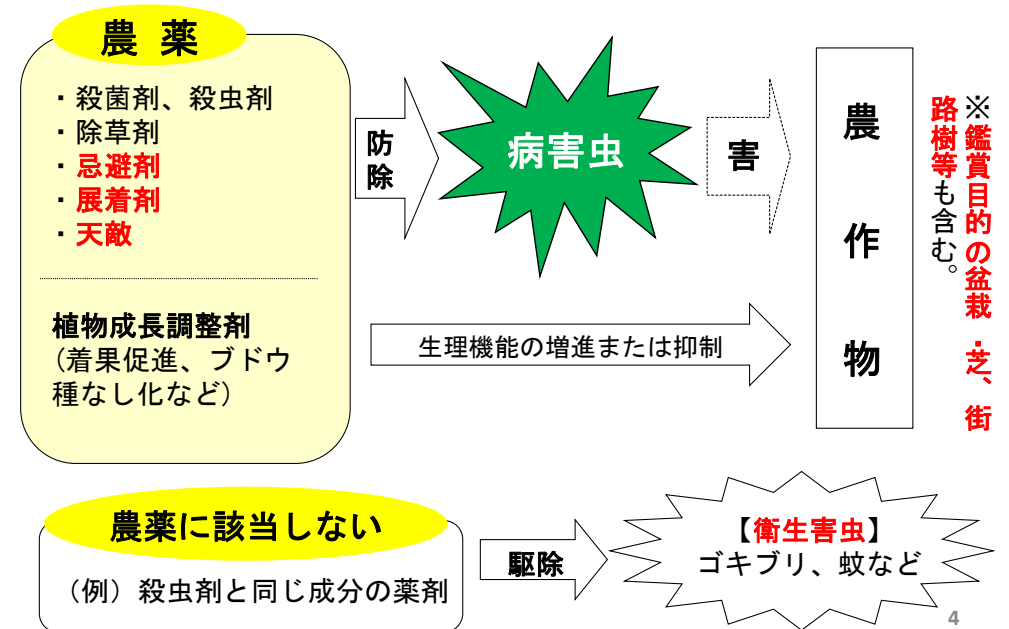 農 薬
・殺菌剤、殺虫剤
・除草剤
・忌避剤
・展着剤
・天敵
植物成長調整剤
(着果促進、ブドウ
種なし化など)
防
除
病害虫
害
生理機能の増進または抑制
農
作
物
※鑑賞目的の盆栽・芝、街
路樹等も含む。
農薬に該当しない
（例）殺虫剤と同じ成分の薬剤
駆除
【衛生害虫】
ゴキブリ、蚊など
4